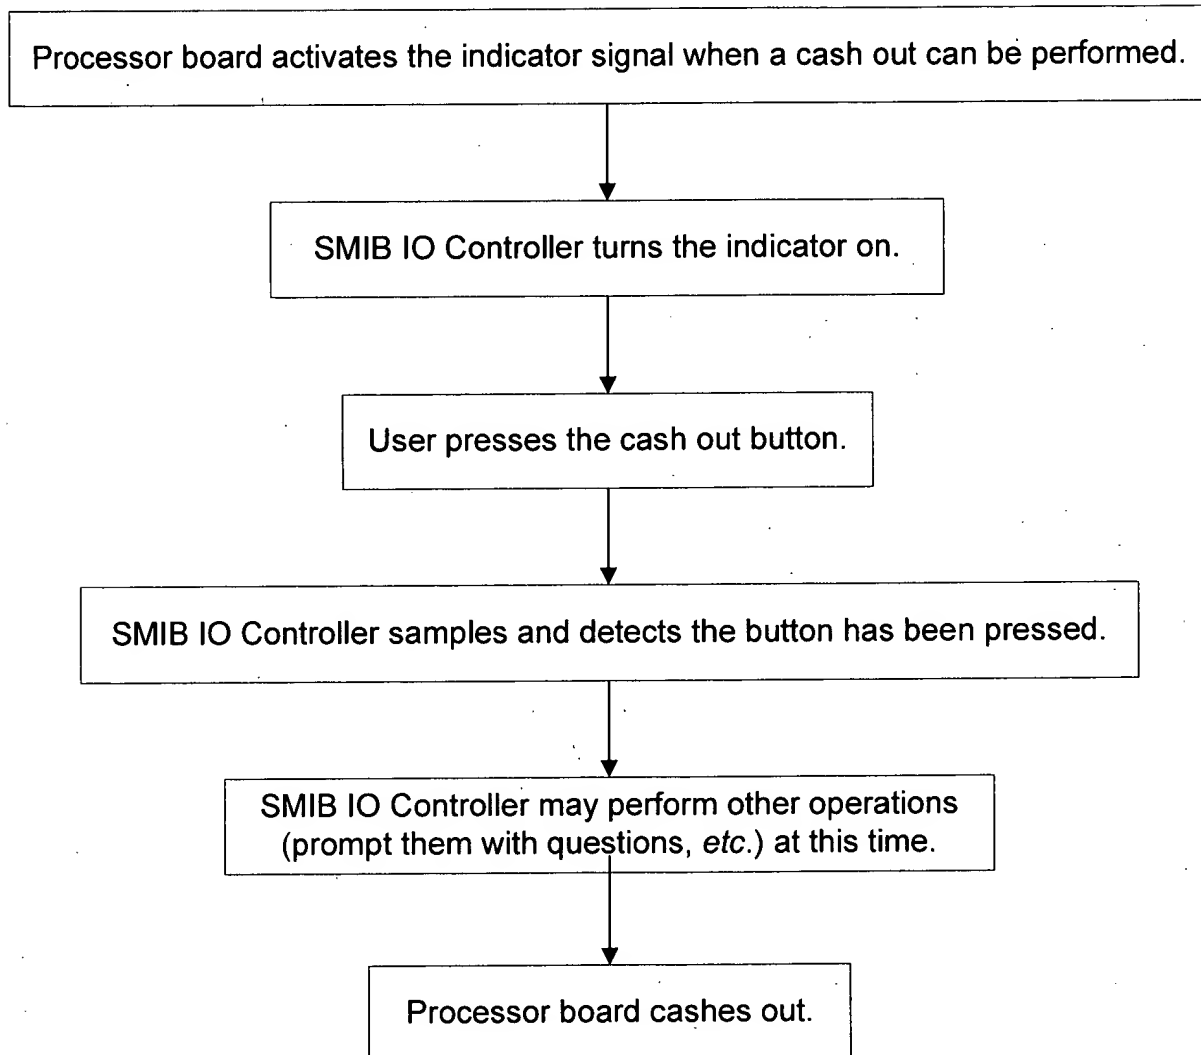 Processor board activates the indicator signal when a cash out can be performed.
SMIB IO Controller turns the indicator on.
User presses the cash out button.
SMIB IO Controller samples and detects the button has been pressed.
SMIB IO Controller may perform other operations
(prompt them with questions, etc.) at this time.
Processor board cashes out.